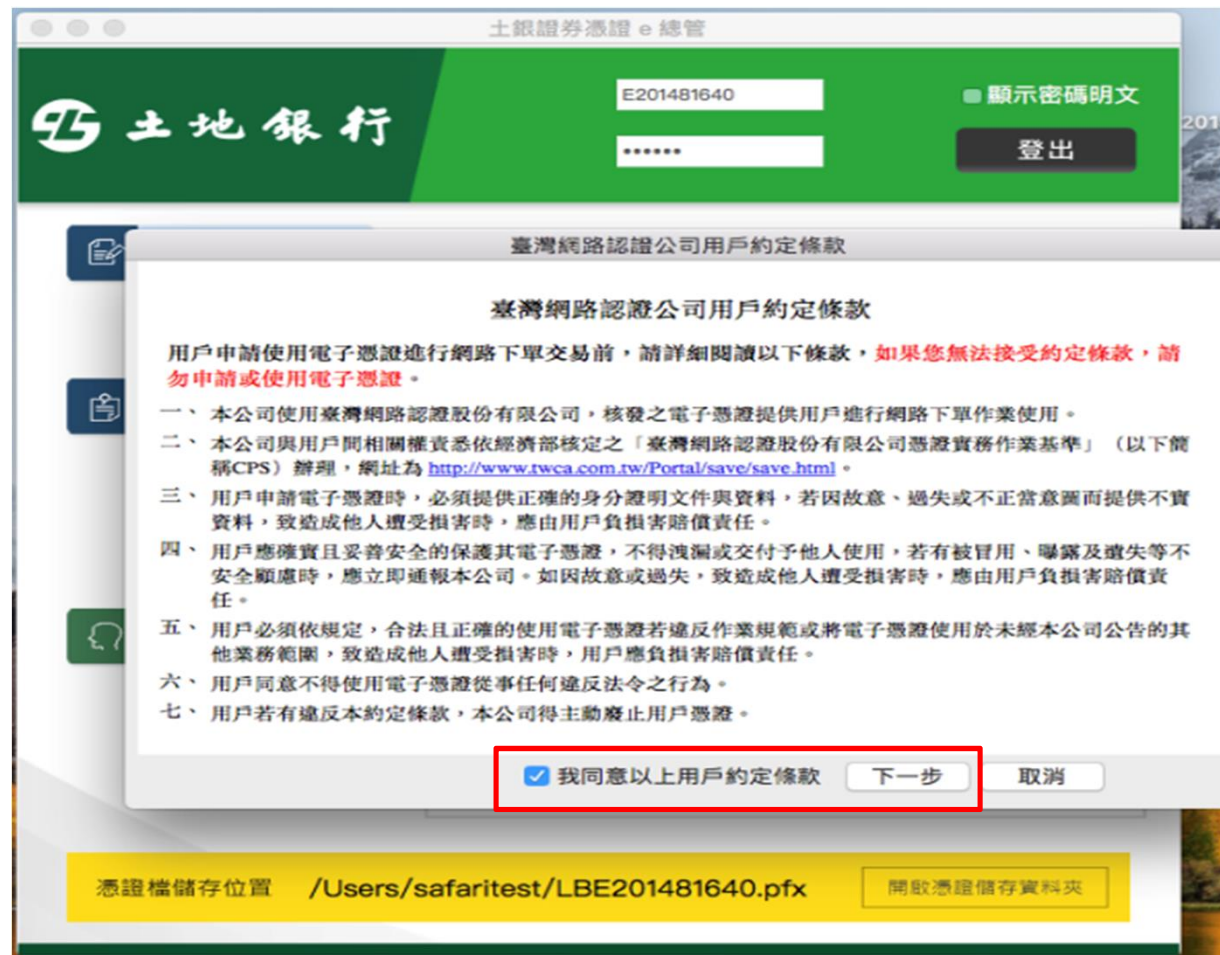 土銀證券憑證 e 總管
土地銀行
E201481640
顯示密碼明文
••••••
登出
201
臺灣網路認證公司用戶約定條款
臺灣網路認證公司用戶約定條款
用戶申請使用電子憑證進行網路下單交易前，請詳細閱讀以下條款，如果您無法接受約定條款，請
勿申請或使用電子憑證。
一、 本公司使用臺灣網路認證股份有限公司，核發之電子憑證提供用戶進行網路下單作業使用。
二、 本公司與用戶間相關權責悉依經濟部核定之「臺灣網路認證股份有限公司憑證實務作業基準」（以下簡
稱CPS）辦理，網址為 http://www.twca.com.tw/Portal/save/save.html。
三、 用戶申請電子憑證時，必須提供正確的身分證明文件與資料，若因故意、過失或不正當意圖而提供不實
資料，致造成他人遭受損害時，應由用戶負損害賠償責任。
四、 用戶應確實且妥善安全的保護其電子憑證，不得洩漏或交付予他人使用，若有被冒用、曝露及遺失等不
安全顧慮時，應立即通報本公司。如因故意或過失，致造成他人遭受損害時，應由用戶負損害賠償責
任。
五、 用戶必須依規定，合法且正確的使用電子憑證若違反作業規範或將電子憑證使用於未經本公司公告的其
他業務範圍，致造成他人遭受損害時，用戶應負損害賠償責任。
六、 用戶同意不得使用電子憑證從事任何違反法令之行為。
七、 用戶若有違反本約定條款，本公司得主動廢止用戶憑證。
我同意以上用戶約定條款 下一步 取消
憑證檔儲存位置 /Users/safaritest/LBE201481640.pfx 開啟憑證儲存資料夾